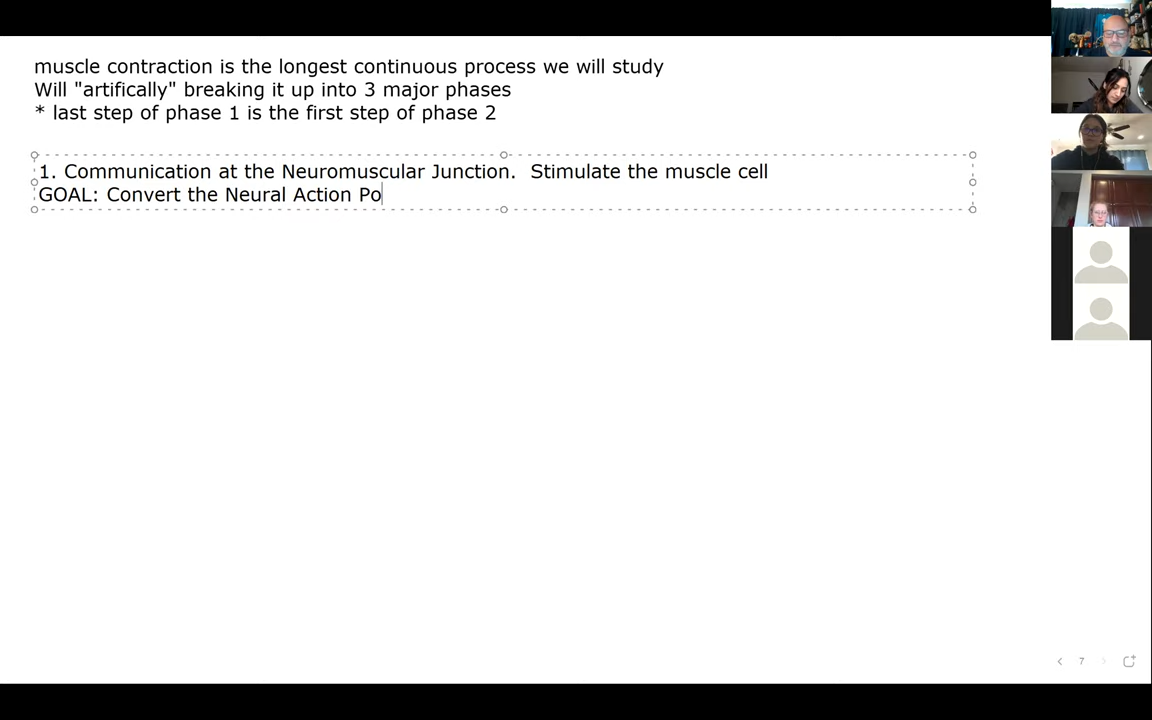 muscle contraction is the longest continuous process we will study
Will "artifically" breaking it up into 3 major phases
* last step of phase 1 is the first step of phase 2
1. Communication at the Neuromuscular Junction.  Stimulate the muscle cell
GOAL: Convert the Neural Action Po
7